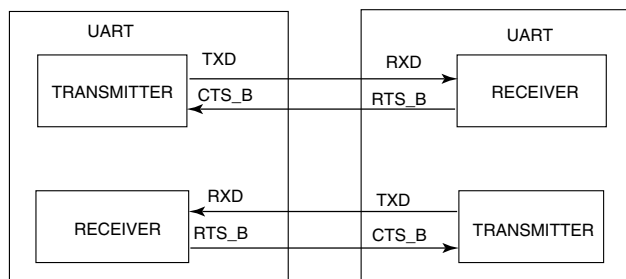 UART UART
TXD RXD
TRANSMITTER RECEIVER
CTS_B RTS_B
RXD TXD
RECEIVER TRANSMITTER
RTS_B CTS_B